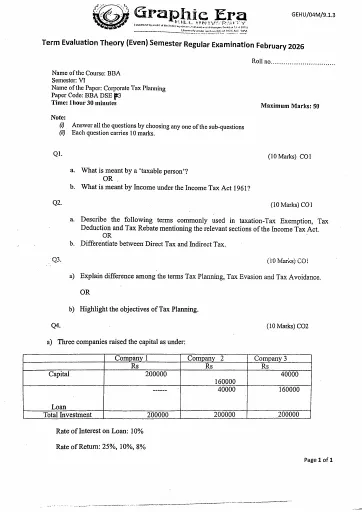 Graphic Era
HILL UNIVERSITY
GEHU/04M/9.1.3
Term Evaluation Theory (Even) Semester Regular Examination February 2026
Roll no.............................
Name of the Course: BBA
Semester: VI
Name of the Paper: Corporate Tax Planning
Paper Code: BBA DSE
Time: 1hour 30 minutes
Maximum Marks: 50
Note:
(i) Answer all the questions by choosing any one of the sub-questions
(ii) Each question carries 10 marks.
Q1.
(10 Marks) CO1
a. What is meant by a 'taxable person'?
OR
b. What is meant by Income under the Income Tax Act 1961?
Q2.
(10 Marks) CO1
a. Describe the following terms commonly used in taxation-Tax Exemption, Tax
Deduction and Tax Rebate mentioning the relevant sections of the Income Tax Act.
OR
b. Differentiate between Direct Tax and Indirect Tax.
Q3.
(10 Marks) CO1
a) Explain difference among the terms Tax Planning, Tax Evasion and Tax Avoidance.
OR
b) Highlight the objectives of Tax Planning.
Q4.
(10 Marks) CO2
a) Three companies raised the capital as under:
Company 1 Company 2 Company 3
Rs Rs Rs
Capital 200000 160000 40000
Loan ------ 40000 160000
Total Investment 200000 200000 200000
Rate of Interest on Loan: 10%
Rate of Return: 25%, 10%, 8%
Page 1 of 1